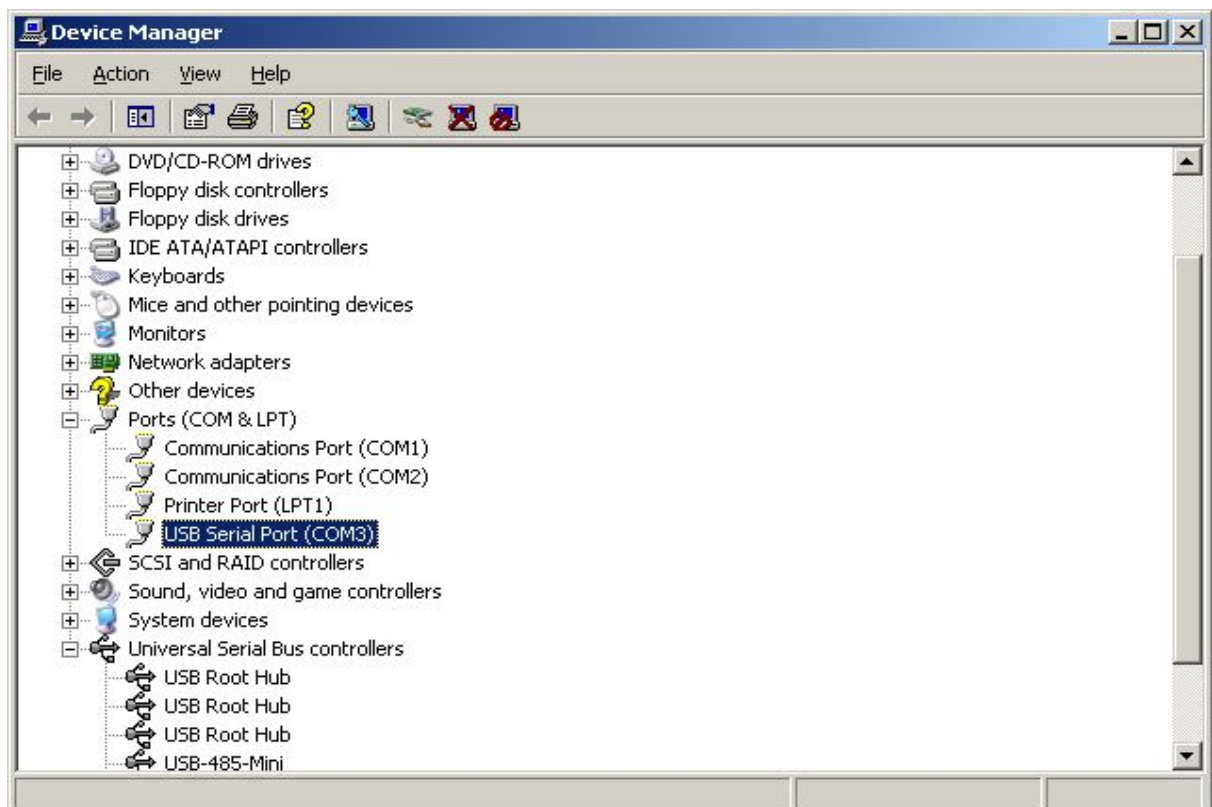 Device Manager
File Action View Help
DVD/CD-ROM drives
Floppy disk controllers
Floppy disk drives
IDE ATA/ATAPI controllers
Keyboards
Mice and other pointing devices
Monitors
Network adapters
Other devices
Ports (COM & LPT)
Communications Port (COM1)
Communications Port (COM2)
Printer Port (LPT1)
USB Serial Port (COM3)
SCSI and RAID controllers
Sound, video and game controllers
System devices
Universal Serial Bus controllers
USB Root Hub
USB Root Hub
USB Root Hub
USB-485-Mini